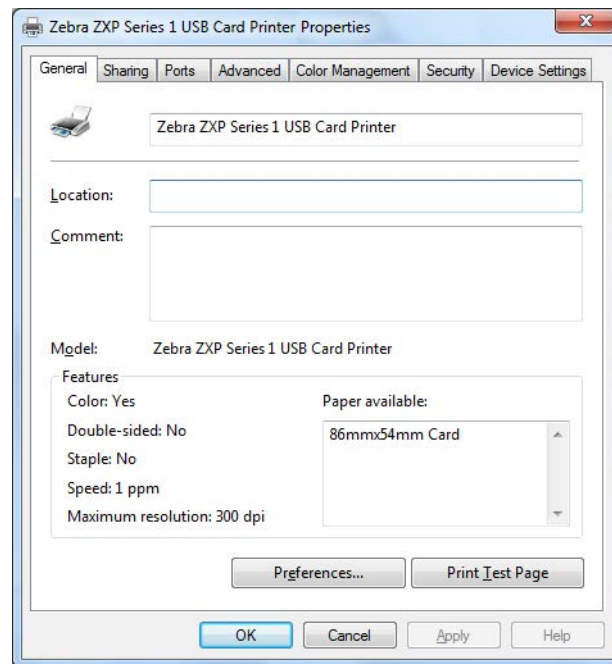 Zebra ZXP Series 1 USB Card Printer Properties
General Sharing Ports Advanced Color Management Security Device Settings
Zebra ZXP Series 1 USB Card Printer
Location:
Comment:
Model: Zebra ZXP Series 1 USB Card Printer
Features
Color: Yes
Double-sided: No
Staple: No
Speed: 1 ppm
Maximum resolution: 300 dpi
Paper available:
86mmx54mm Card
Preferences... Print Test Page
OK Cancel Apply Help